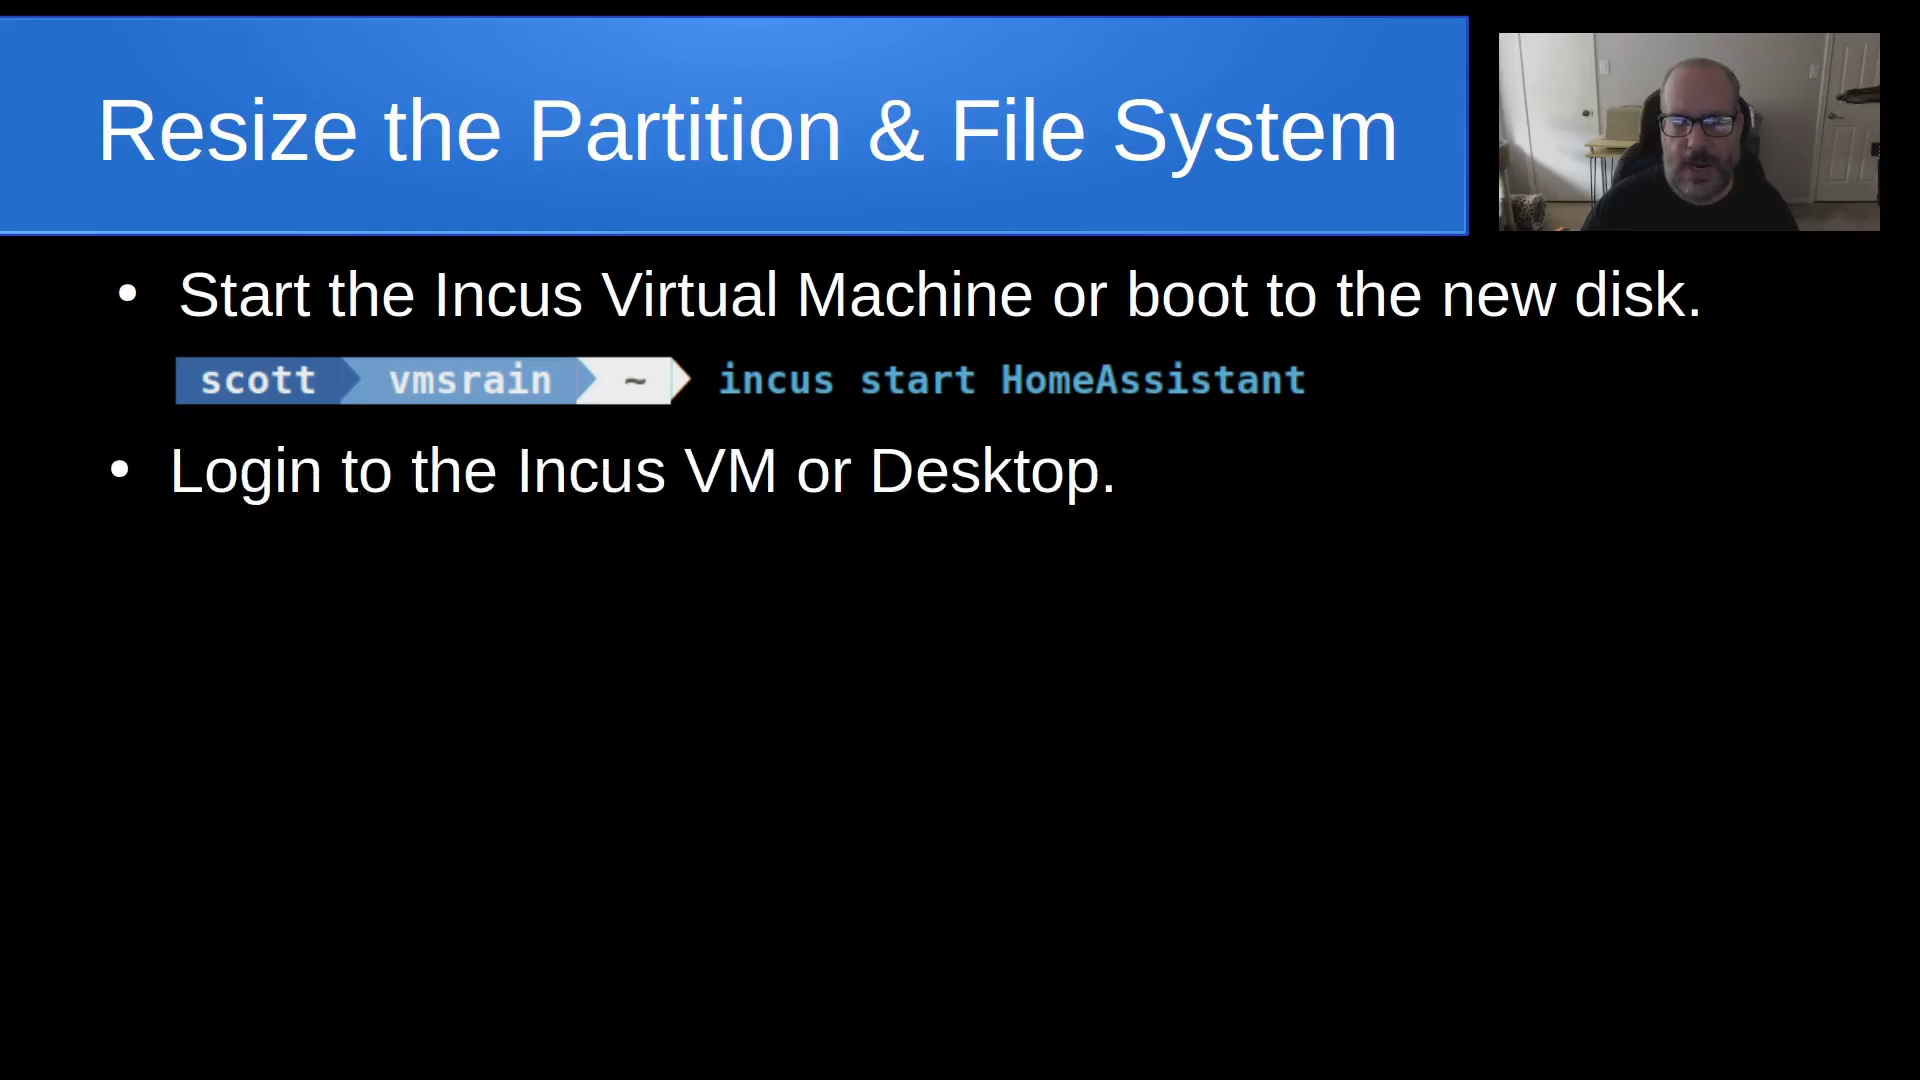 Resize the Partition & File System
• Start the Incus Virtual Machine or boot to the new disk.
scott vmsrain ~ incus start HomeAssistant
• Login to the Incus VM or Desktop.